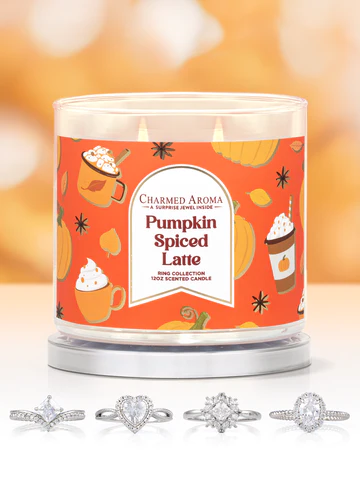 CHARMED AROMA
A SURPRISE JEWEL INSIDE
Pumpkin
Spiced
Latte
RING COLLECTION
12OZ SCENTED CANDLE